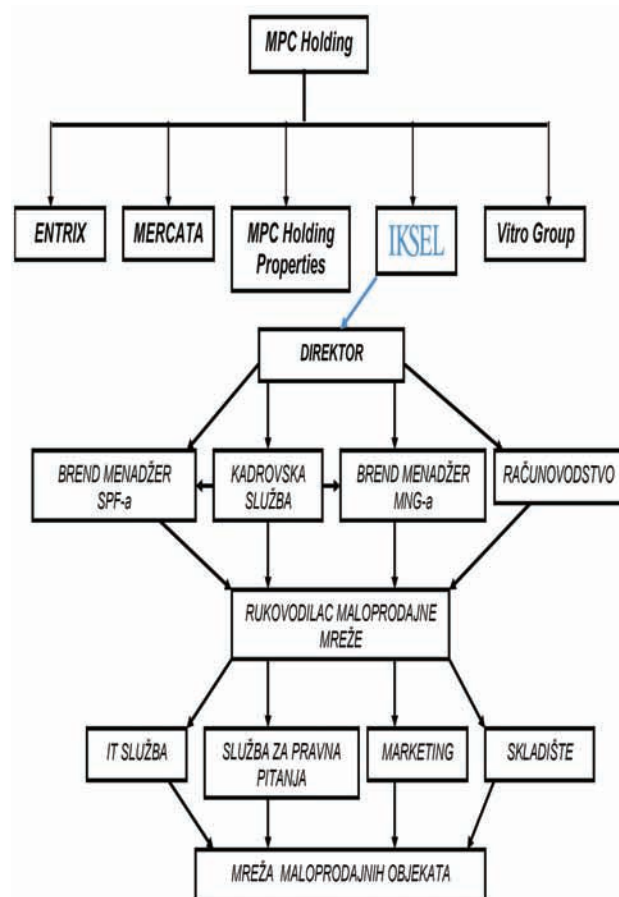 MPC Holding
ENTRIX
MERCATA
MPC Holding
Properties
IKSEL
Vitro Group
DIREKTOR
BREND MENADŽER
SPF-a
KADROVSKA
SLUŽBA
BREND MENADŽER
MNG-a
RAČUNOVODSTVO
RUKOVODILAC MALOPRODAJNE
MREŽE
IT SLUŽBA
SLUŽBA ZA PRAVNA
PITANJA
MARKETING
SKLADIŠTE
MREŽA MALOPRODAJNIH OBJEKATA